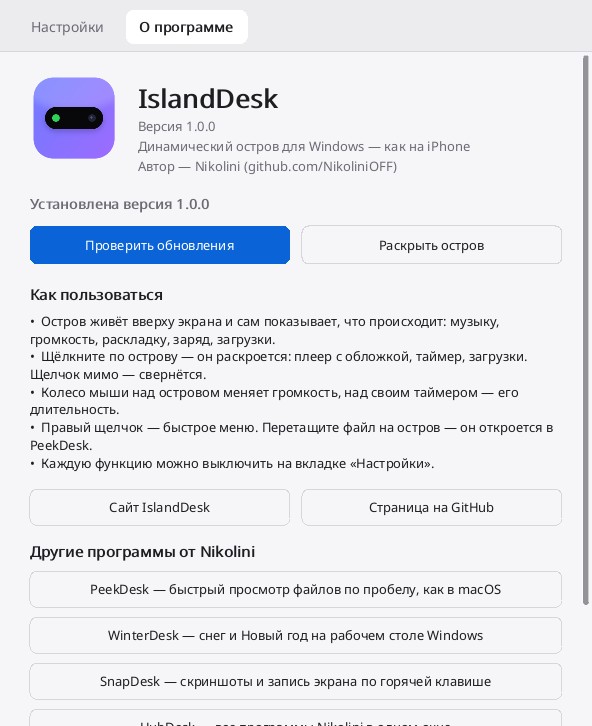 Настройки
О программе
IslandDesk
Версия 1.0.0
Динамический остров для Windows — как на iPhone
Автор — Nikolini (github.com/NikoliniOFF)
Установлена версия 1.0.0
Проверить обновления
Раскрыть остров
Как пользоваться
• Остров живёт вверху экрана и сам показывает, что происходит: музыку,
громкость, раскладку, заряд, загрузки.
• Щёлкните по острову — он раскроется: плеер с обложкой, таймер, загрузки.
Щелчок мимо — свернётся.
• Колесо мыши над островом меняет громкость, над своим таймером — его
длительность.
• Правый щелчок — быстрое меню. Перетащите файл на остров — он откроется в
PeekDesk.
• Каждую функцию можно выключить на вкладке «Настройки».
Сайт IslandDesk
Страница на GitHub
Другие программы от Nikolini
PeekDesk — быстрый просмотр файлов по пробелу, как в macOS
WinterDesk — снег и Новый год на рабочем столе Windows
SnapDesk — скриншоты и запись экрана по горячей клавише